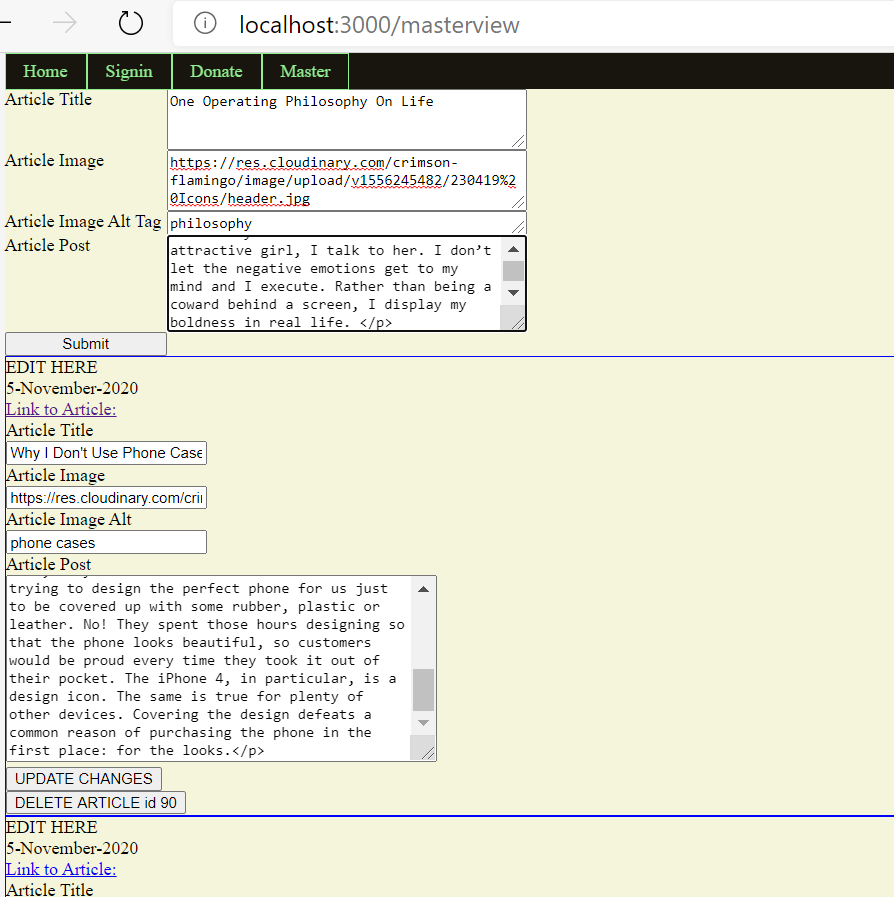 localhost:3000/masterview
Home Signin Donate Master
Article Title
One Operating Philosophy On Life
Article Image
https://res.cloudinary.com/crimson-
flamingo/image/upload/v1556245482/230419%2
0Icons/header.jpg
Article Image Alt Tag
philosophy
Article Post
attractive girl, I talk to her. I don’t
let the negative emotions get to my
mind and I execute. Rather than being a
coward behind a screen, I display my
boldness in real life. </p>
Submit
EDIT HERE
5-November-2020
Link to Article:
Article Title
Why I Don't Use Phone Case
Article Image
https://res.cloudinary.com/cri
Article Image Alt
phone cases
Article Post
trying to design the perfect phone for us just
to be covered up with some rubber, plastic or
leather. No! They spent those hours designing so
that the phone looks beautiful, so customers
would be proud every time they took it out of
their pocket. The iPhone 4, in particular, is a
design icon. The same is true for plenty of
other devices. Covering the design defeats a
common reason of purchasing the phone in the
first place: for the looks.</p>
UPDATE CHANGES
DELETE ARTICLE id 90
EDIT HERE
5-November-2020
Link to Article:
Article Title